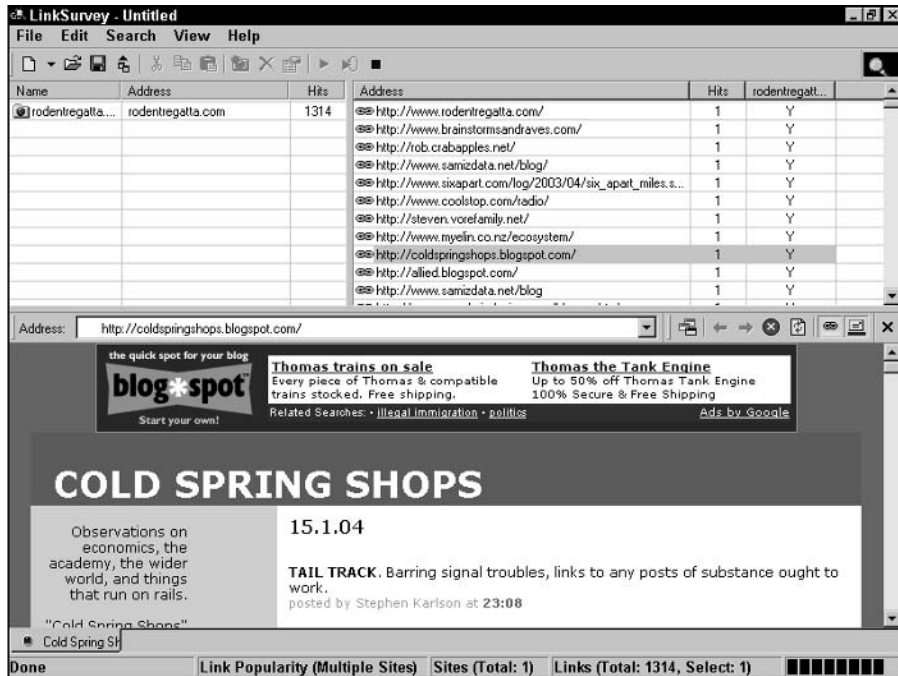 LinkSurvey - Untitled
File Edit Search View Help
Name Address Hits
rodentregatta.... rodentregatta.com 1314
Address Hits rodentregatt...
http://www.rodentregatta.com/ 1 Y
http://www.brainstormsandraves.com/ 1 Y
http://rob.crabapples.net/ 1 Y
http://www.samizdata.net/blog/ 1 Y
http://www.sixapart.com/log/2003/04/six_apart_miles.s... 1 Y
http://www.coolstop.com/radio/ 1 Y
http://steven.vorefamily.net/ 1 Y
http://www.myelin.co.nz/ecosystem/ 1 Y
http://coldspringshops.blogspot.com/ 1 Y
http://allied.blogspot.com/ 1 Y
http://www.samizdata.net/blog 1 Y
Address: http://coldspringshops.blogspot.com/
the quick spot for your blog
blog*spot™
Start your own!
Thomas trains on sale
Every piece of Thomas & compatible
trains stocked. Free shipping.
Thomas the Tank Engine
Up to 50% off Thomas Tank Engine
100% Secure & Free Shipping
Related Searches: • illegal immigration • politics
Ads by Google
COLD SPRING SHOPS
Observations on
economics, the
academy, the wider
world, and things
that run on rails.
"Cold Spring Shops"
15.1.04
TAIL TRACK. Barring signal troubles, links to any posts of substance ought to
work.
posted by Stephen Karlson at 23:08
Cold Spring Sh
Done Link Popularity (Multiple Sites) Sites (Total: 1) Links (Total: 1314, Select: 1)